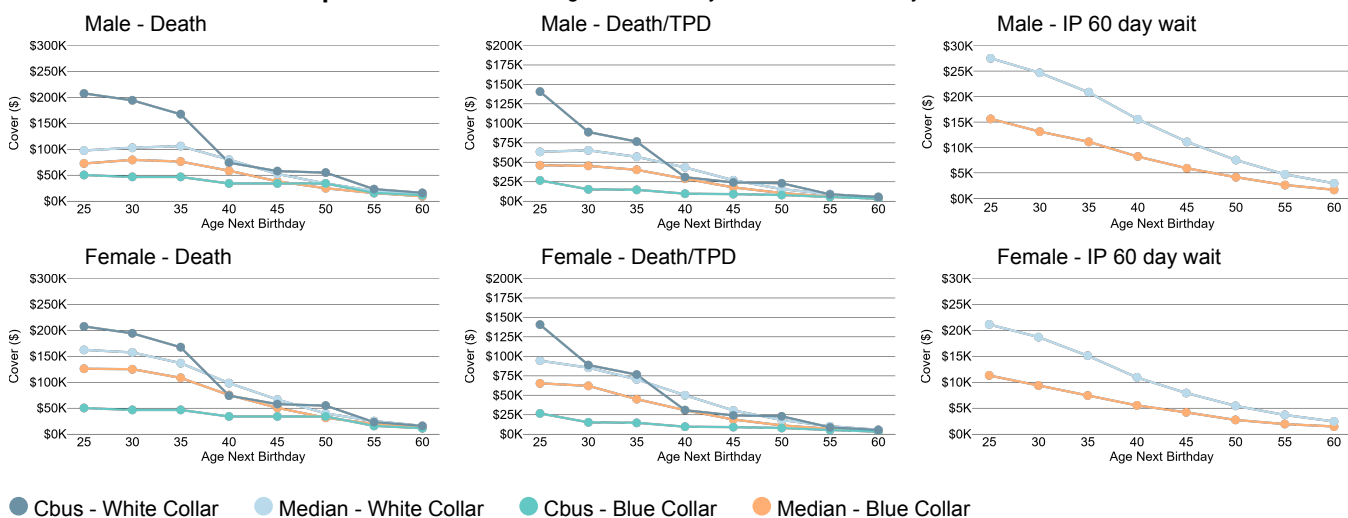 Male - Death
$300K
$250K
$200K
$150K
$100K
$50K
$0K
Cover ($)
25 30 35 40 45 50 55 60
Age Next Birthday
Male - Death/TPD
$200K
$175K
$150K
$125K
$100K
$75K
$50K
$25K
$0K
Cover ($)
25 30 35 40 45 50 55 60
Age Next Birthday
Male - IP 60 day wait
$30K
$25K
$20K
$15K
$10K
$5K
$0K
Cover ($)
25 30 35 40 45 50 55 60
Age Next Birthday
Female - Death
$300K
$250K
$200K
$150K
$100K
$50K
$0K
Cover ($)
25 30 35 40 45 50 55 60
Age Next Birthday
Female - Death/TPD
$200K
$175K
$150K
$125K
$100K
$75K
$50K
$25K
$0K
Cover ($)
25 30 35 40 45 50 55 60
Age Next Birthday
Female - IP 60 day wait
$30K
$25K
$20K
$15K
$10K
$5K
$0K
Cover ($)
25 30 35 40 45 50 55 60
Age Next Birthday
Cbus - White Collar Median - White Collar Cbus - Blue Collar Median - Blue Collar